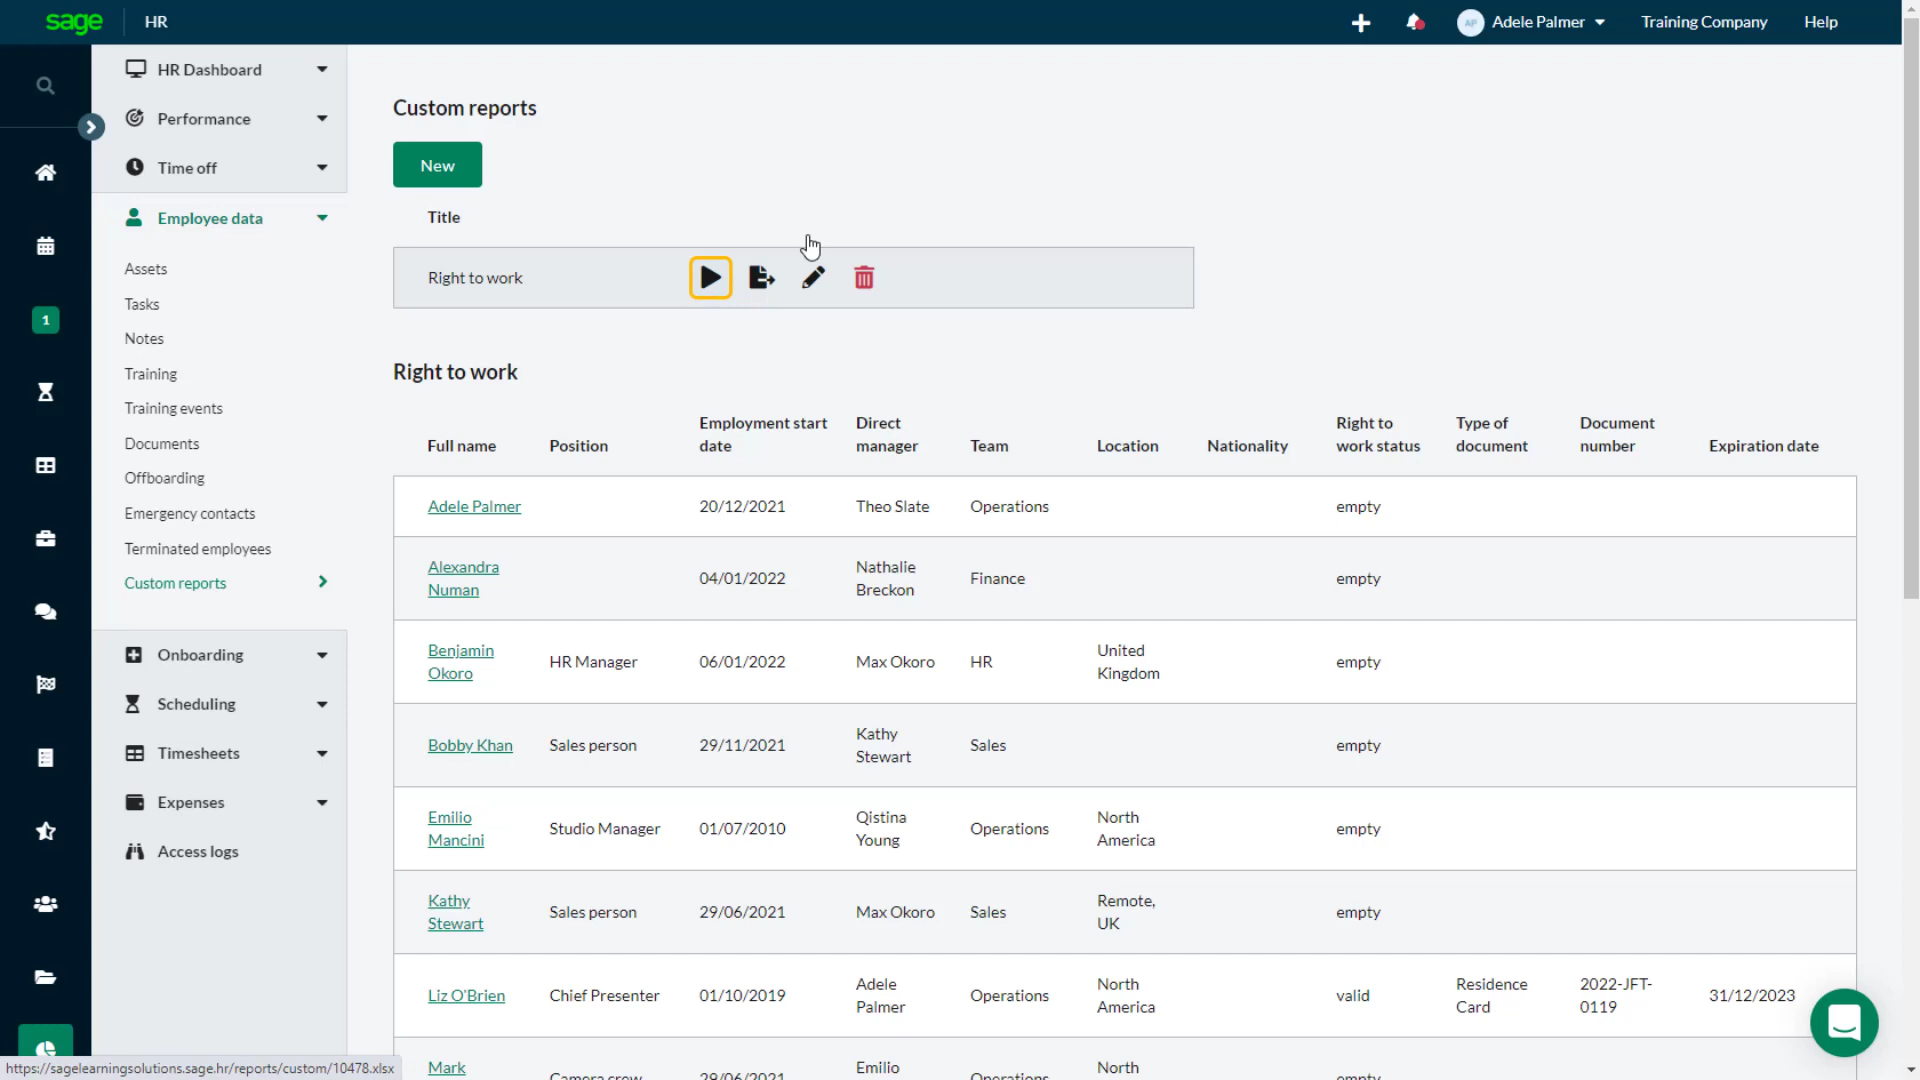 sage
HR
AP
Adele Palmer
Training Company
Help
HR Dashboard
Performance
Time off
Employee data
Assets
Tasks
Notes
Training
Training events
Documents
Offboarding
Emergency contacts
Terminated employees
Custom reports
Onboarding
Scheduling
Timesheets
Expenses
Access logs
1
Custom reports
New
Title
Right to work
Right to work
Full name
Position
Employment start
date
Direct
manager
Team
Location
Nationality
Right to
work status
Type of
document
Document
number
Expiration date
Adele Palmer
20/12/2021
Theo Slate
Operations
empty
Alexandra
Numan
04/01/2022
Nathalie
Breckon
Finance
empty
Benjamin
Okoro
HR Manager
06/01/2022
Max Okoro
HR
United
Kingdom
empty
Bobby Khan
Sales person
29/11/2021
Kathy
Stewart
Sales
empty
Emilio
Mancini
Studio Manager
01/07/2010
Qistina
Young
Operations
North
America
empty
Kathy
Stewart
Sales person
29/06/2021
Max Okoro
Sales
Remote,
UK
empty
Liz O'Brien
Chief Presenter
01/10/2019
Adele
Palmer
Operations
North
America
valid
Residence
Card
2022-JFT-
0119
31/12/2023
Mark
Camera crew
29/06/2021
Emilio
Operations
North
empty
https://sagelearningsolutions.sage.hr/reports/custom/10478.xlsx